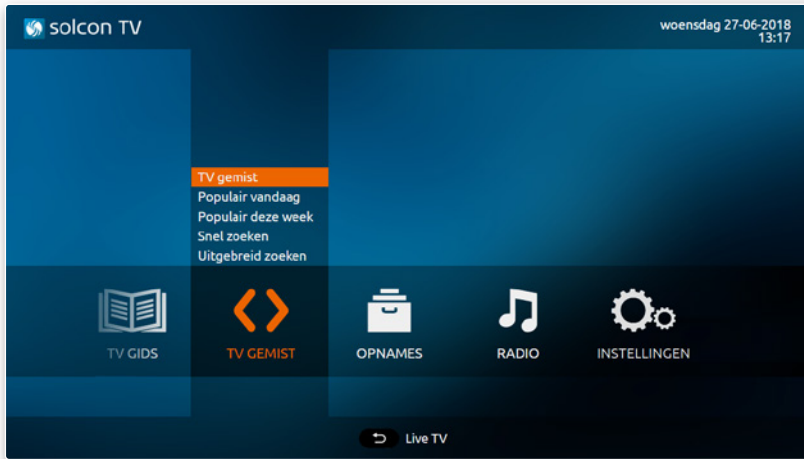 solcon TV
woensdag 27-06-2018
13:17
TV gemist
Populair vandaag
Populair deze week
Snel zoeken
Uitgebreid zoeken
TV GIDS
TV GEMIST
OPNAMES
RADIO
INSTELLINGEN
Live TV